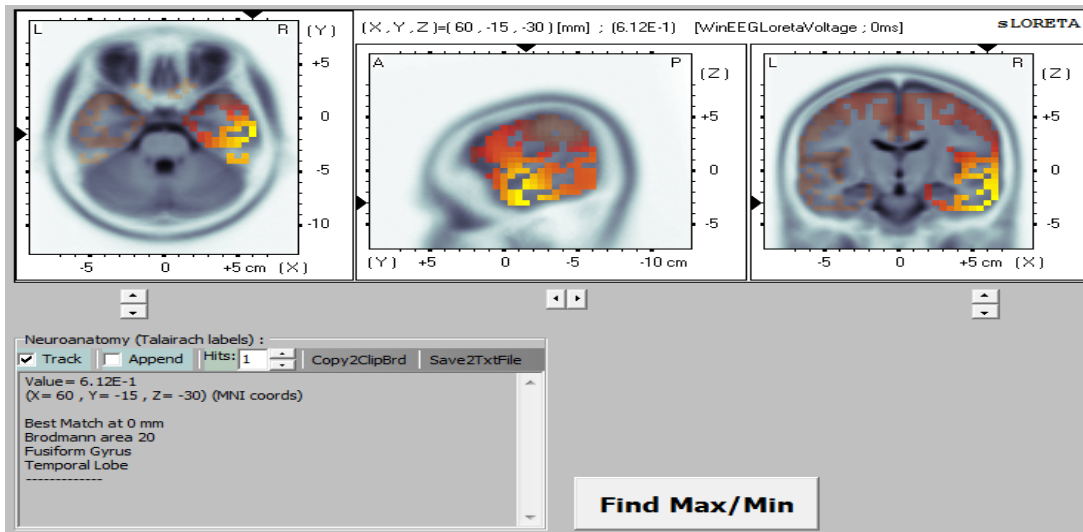 L R (Y) (X,Y,Z)=(60,-15,-30)[mm] ; (6.12E-1) [WinEEGLoretaVoltage ; 0ms] sLORETA
+5
0
-5
-10
-5 0 +5 cm (X)
A P (Z)
+5
0
-5
(Y) +5 0 -5 -10 cm
L R (Z)
+5
0
-5
-5 0 +5 cm (X)
Neuroanatomy (Talairach labels) :
Track Append Hits: 1 Copy2ClipBrd Save2TxtFile
Value= 6.12E-1
(X= 60 , Y= -15 , Z= -30) (MNI coords)
Best Match at 0 mm
Brodmann area 20
Fusiform Gyrus
Temporal Lobe
-------------
Find Max/Min